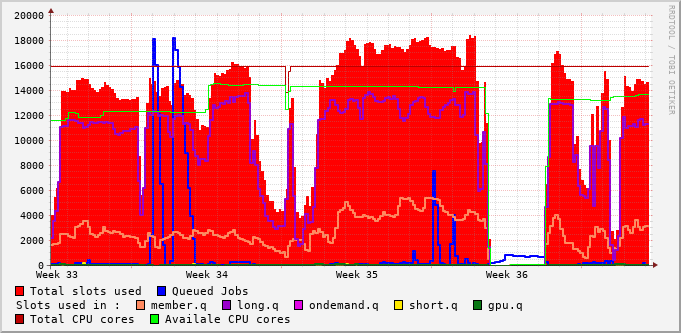 20000
18000
16000
14000
12000
10000
8000
6000
4000
2000
0
Week 33 Week 34 Week 35 Week 36
Total slots used Queued Jobs
Slots used in : member.q long.q ondemand.q short.q gpu.q
Total CPU cores Availale CPU cores
RRDTOOL / TOBI OETIKER